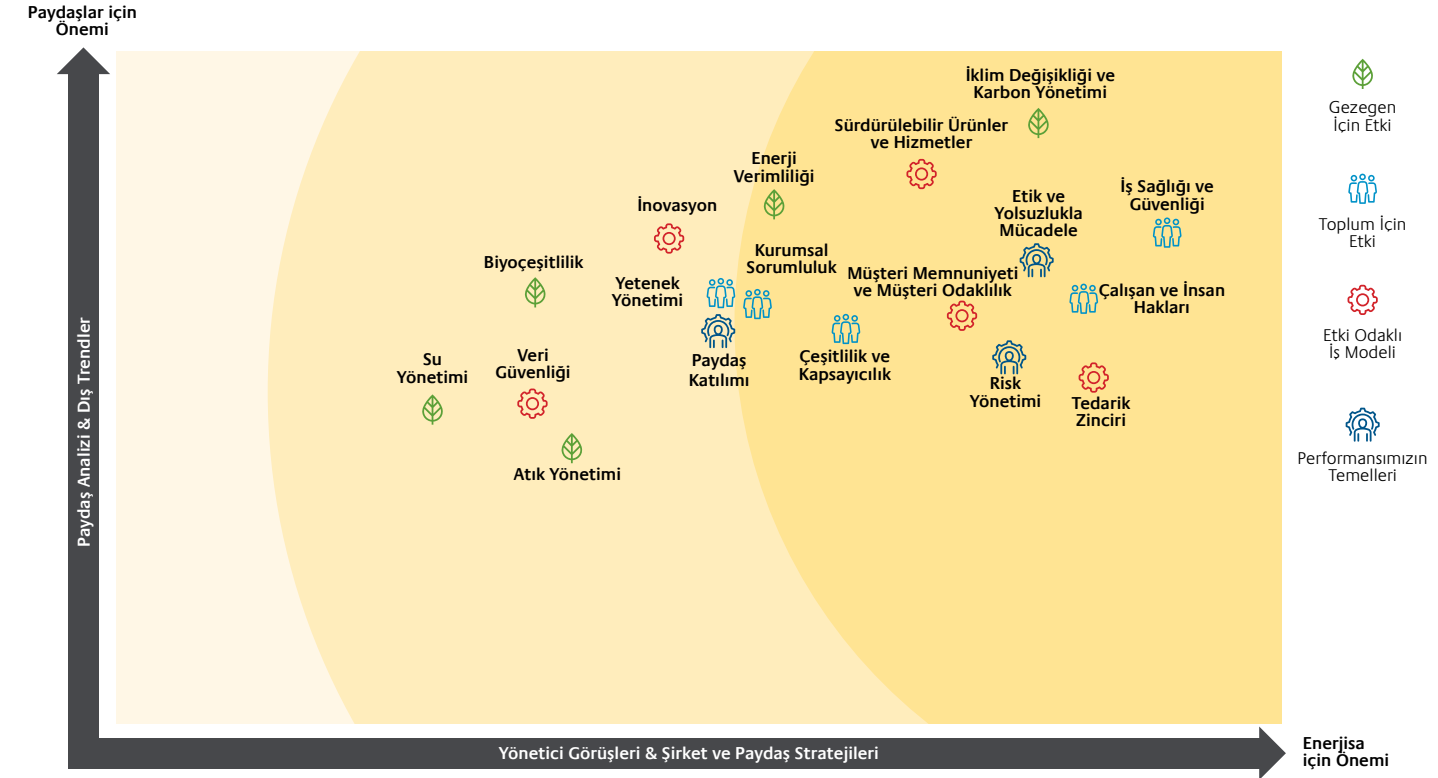 Paydaşlar için
Önemi
İklim Değişikliği ve
Karbon Yönetimi
Sürdürülebilir Ürünler
ve Hizmetler
Enerji
Verimliliği
İş Sağlığı ve
Güvenliği
Etik ve
Yolsuzlukla
Mücadele
İnovasyon
Kurumsal
Sorumluluk
Biyoçeşitlilik
Yetenek
Yönetimi
Müşteri Memnuniyeti
ve Müşteri Odaklılık
Çalışan ve İnsan
Hakları
Su
Yönetimi
Veri
Güvenliği
Paydaş
Katılımı
Çeşitlilik ve
Kapsayıcılık
Risk
Yönetimi
Tedarik
Zinciri
Atık Yönetimi
Paydaş Analizi & Dış Trendler
Yönetici Görüşleri & Şirket ve Paydaş Stratejileri
Enerjisa
için Önemi
Gezegen
İçin Etki
Toplum İçin
Etki
Etki Odaklı
İş Modeli
Performansımızın
Temelleri